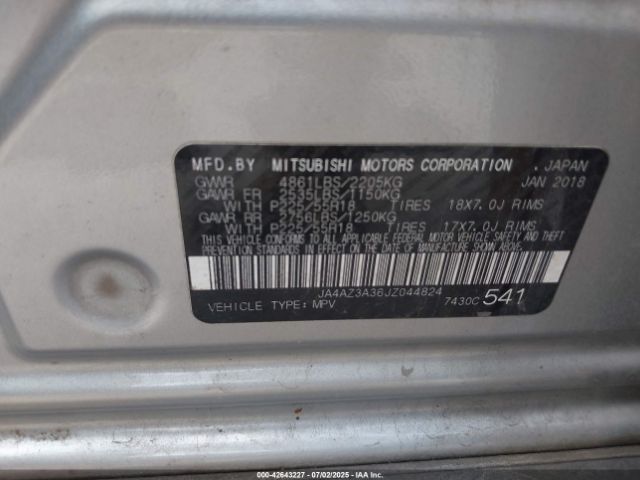 MFD.BY MITSUBISHI MOTORS CORPORATION . JAPAN
GVWR 4861LBS/2205KG JAN 2018
GAWR FR 2535LBS/1150KG
WITH P225/55R18 TIRES 18X7.0J RIMS
GAWR RR 2756LBS/1250KG
WITH P225/55R18 TIRES 17X7.0J RIMS
THIS VEHICLE CONFORMS TO ALL APPLICABLE FEDERAL MOTOR VEHICLE SAFETY AND THEFT
PREVENTION STANDARDS IN EFFECT ON THE DATE OF MANUFACTURE SHOWN ABOVE.
JA4AZ3A36JZ044824
VEHICLE TYPE: MPV 7430C 541
000-42643227 - 07/02/2025 - IAAI.COM